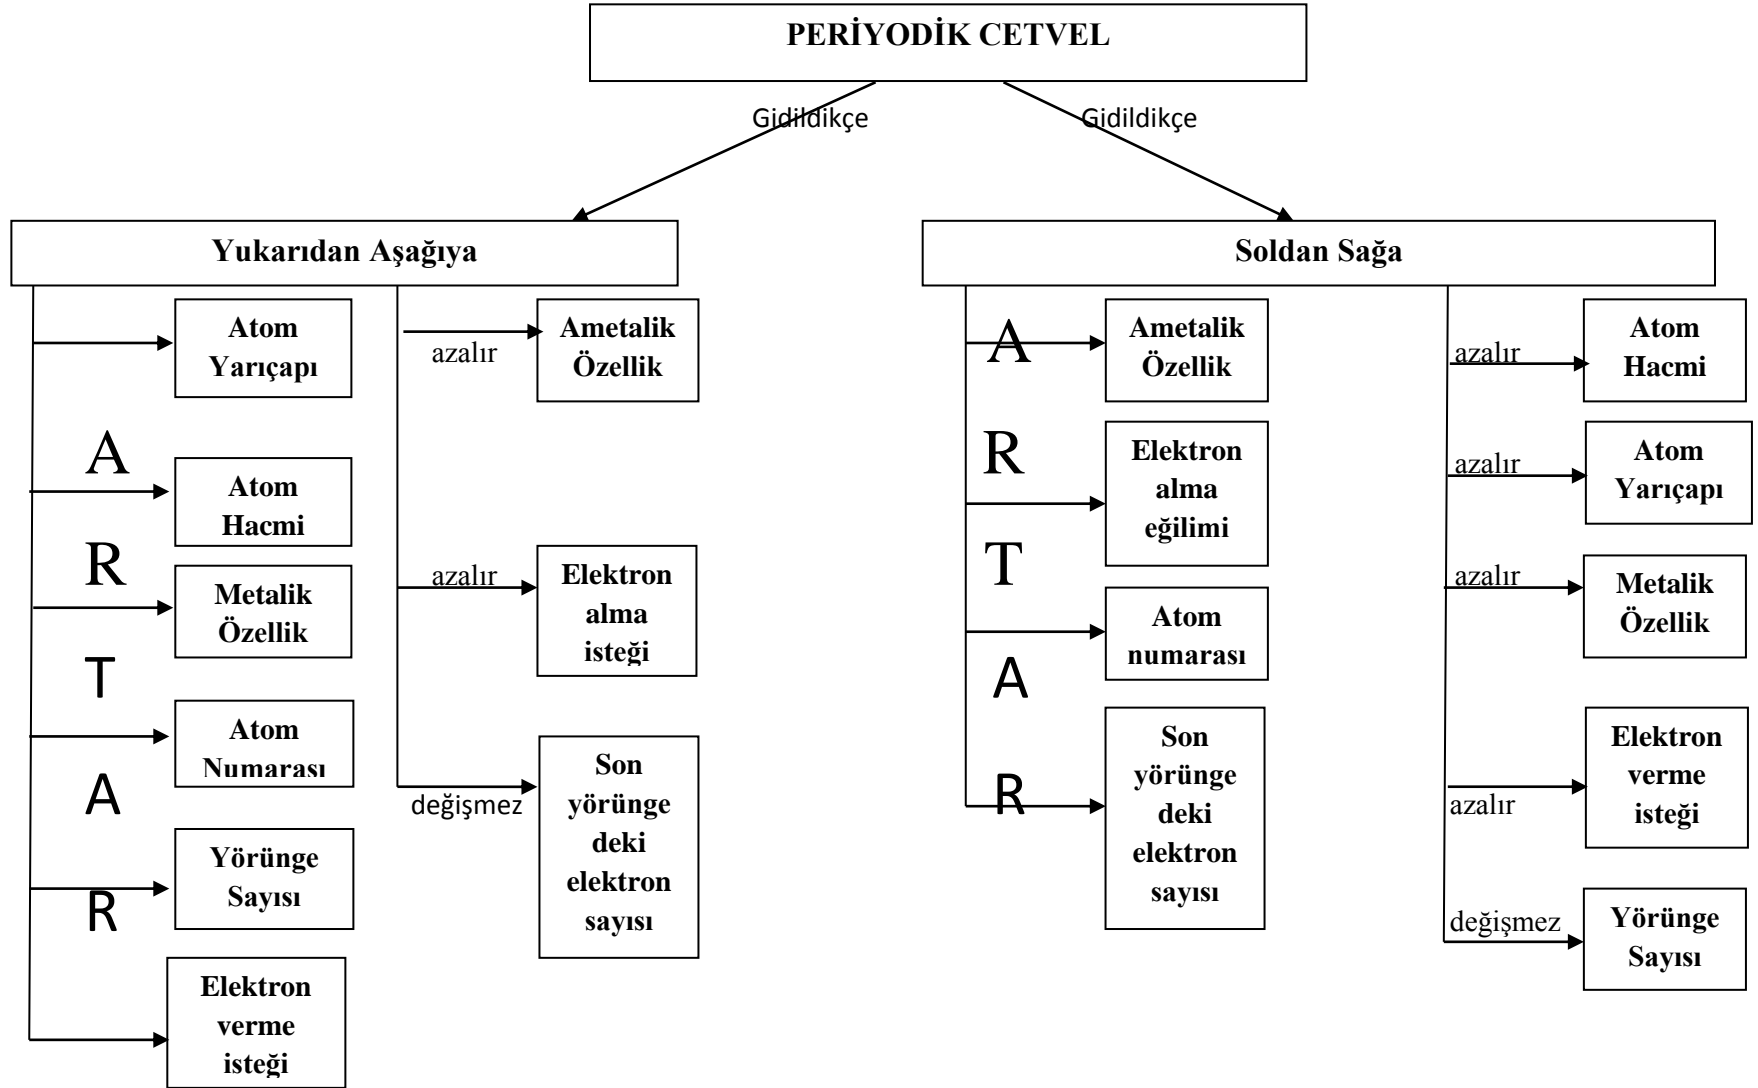 PERİYODİK CETVEL
Gidildikçe
Gidildikçe
Yukarıdan Aşağıya
A
R
T
A
R
Atom
Yarıçapı
Atom
Hacmi
Metalik
Özellik
Atom
Numarası
Yörünge
Sayısı
Elektron
verme
isteği
azalır
Ametalik
Özellik
azalır
Elektron
alma
isteği
değişmez
Son
yörünge
deki
elektron
sayısı
Soldan Sağa
A
R
T
A
R
Ametalik
Özellik
Elektron
alma
eğilimi
Atom
numarası
Son
yörünge
deki
elektron
sayısı
azalır
Atom
Hacmi
azalır
Atom
Yarıçapı
azalır
Metalik
Özellik
azalır
Elektron
verme
isteği
değişmez
Yörünge
Sayısı